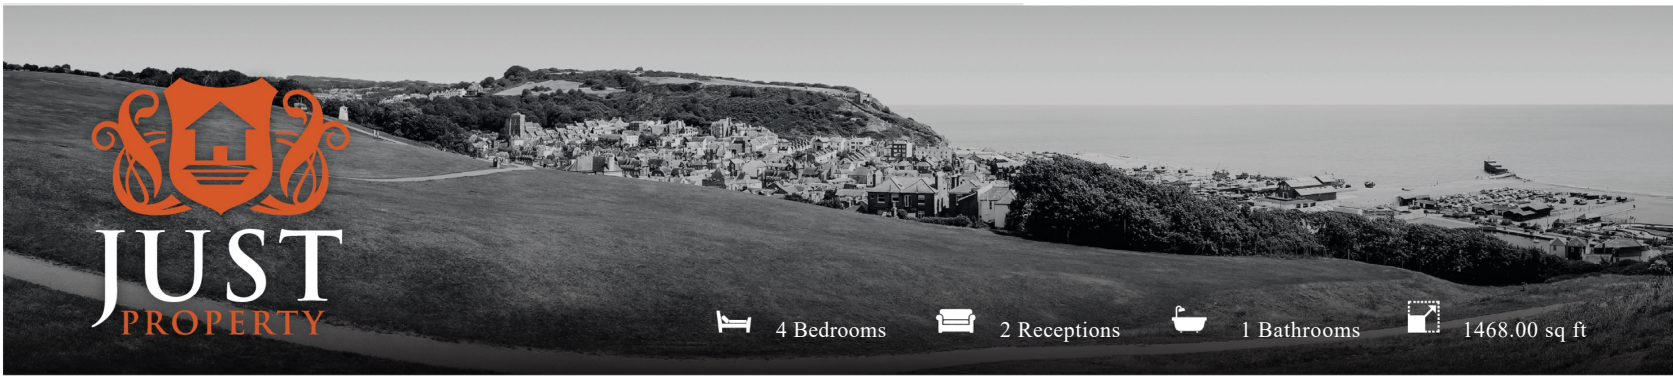 JUST
PROPERTY
4 Bedrooms
2 Receptions
1 Bathrooms
1468.00 sq ft